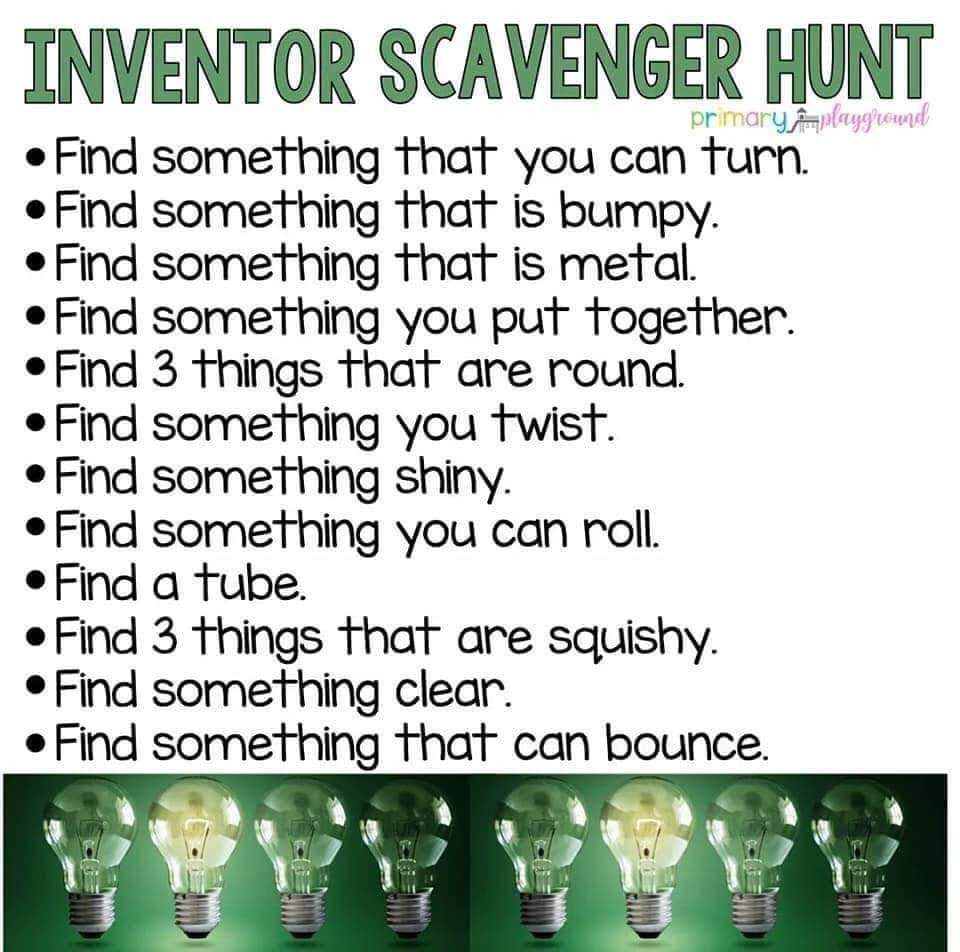 INVENTOR SCAVENGER HUNT
primary playground
• Find something that you can turn.
• Find something that is bumpy.
• Find something that is metal.
• Find something you put together.
• Find 3 things that are round.
• Find something you twist.
• Find something shiny.
• Find something you can roll.
• Find a tube.
• Find 3 things that are squishy.
• Find something clear.
• Find something that can bounce.